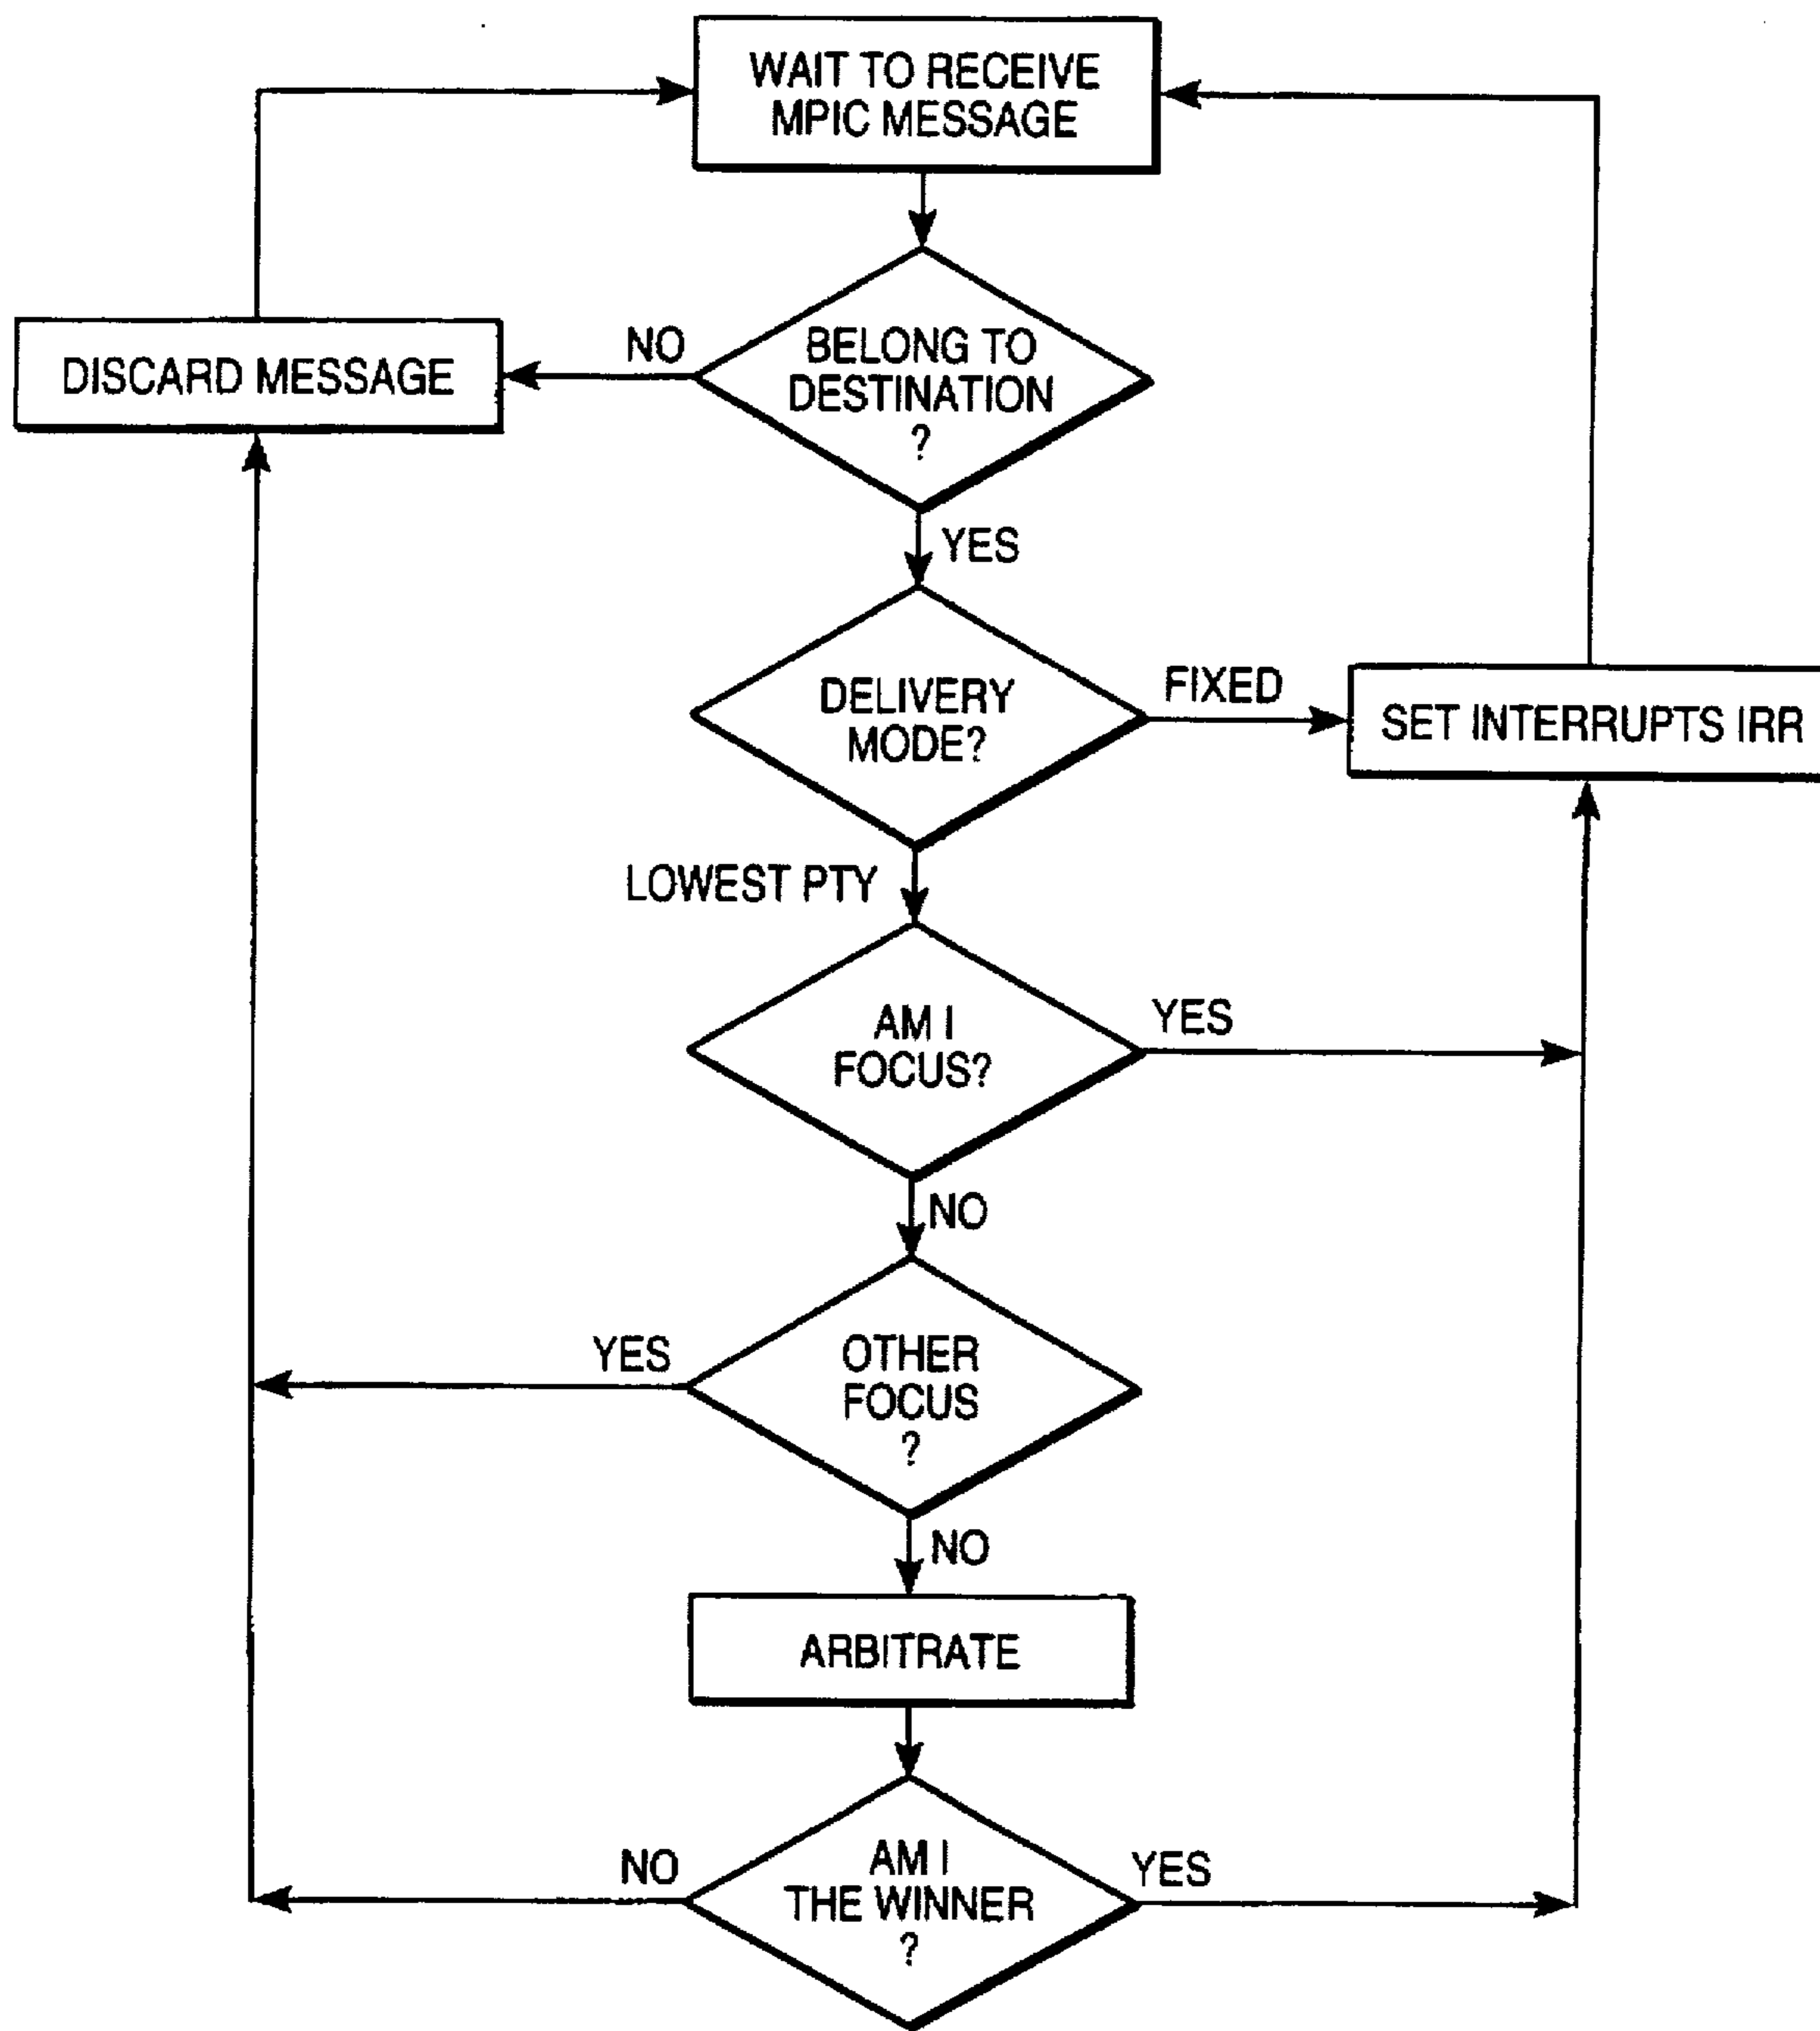 WAIT TO RECEIVE
MPIC MESSAGE
DISCARD MESSAGE
NO
BELONG TO
DESTINATION
?
YES
DELIVERY
MODE?
FIXED
SET INTERRUPTS IRR
LOWEST PTY
AM I
FOCUS?
YES
NO
YES
OTHER
FOCUS
?
NO
ARBITRATE
NO
AM I
THE WINNER
?
YES